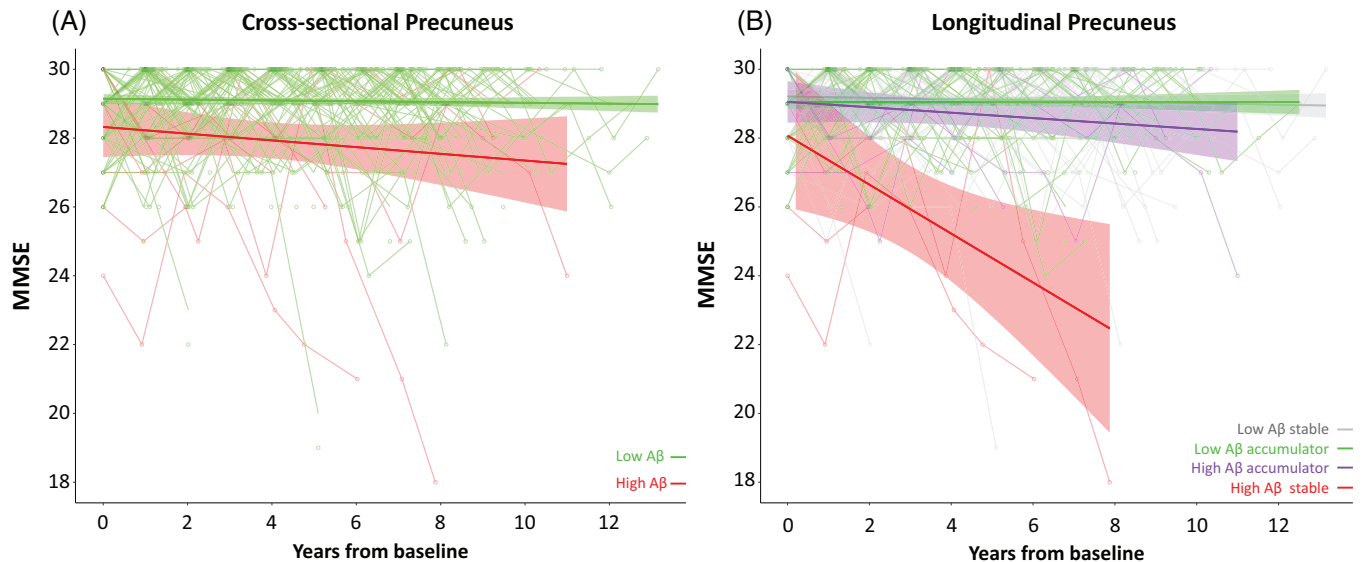 (A) Cross-sectional Precuneus
MMSE
30
28
26
24
22
20
18
0 2 4 6 8 10 12
Years from baseline
Low Aβ
High Aβ
(B) Longitudinal Precuneus
MMSE
30
28
26
24
22
20
18
0 2 4 6 8 10 12
Years from baseline
Low Aβ stable
Low Aβ accumulator
High Aβ accumulator
High Aβ stable